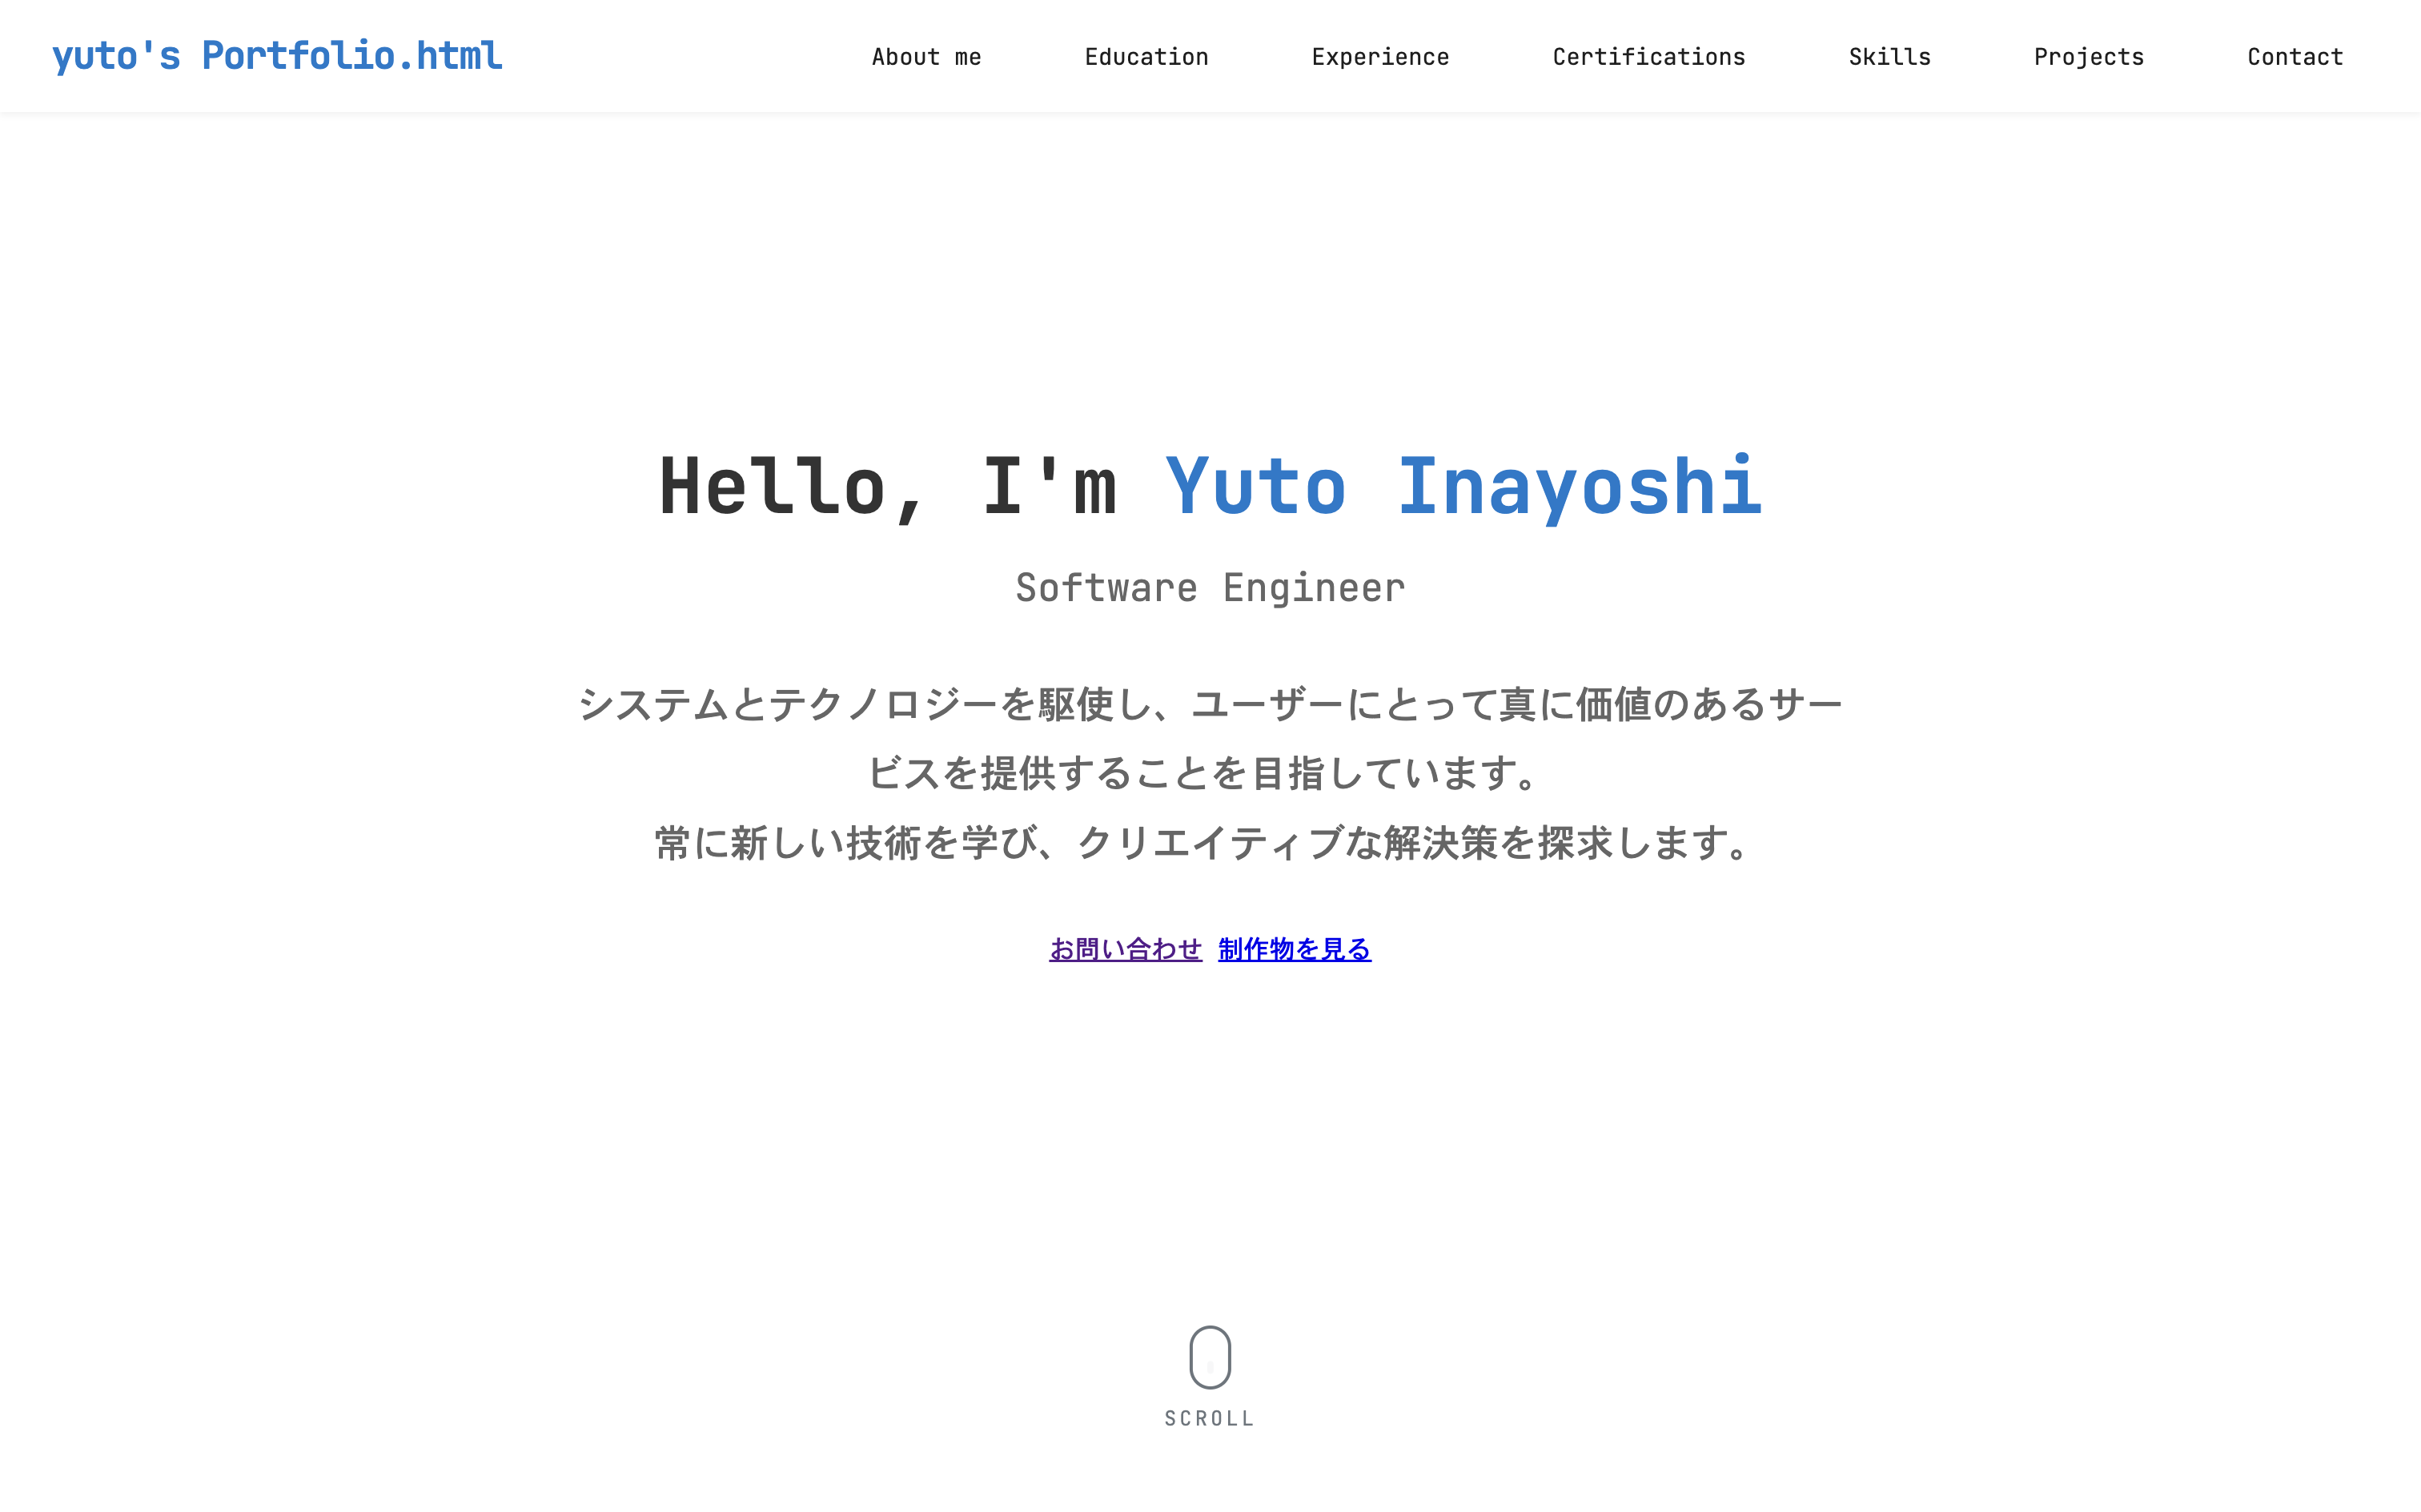 yuto's Portfolio.html
About me
Education
Experience
Certifications
Skills
Projects
Contact
Hello, I'm Yuto Inayoshi
Software Engineer
システムとテクノロジーを駆使し、ユーザーにとって真に価値のあるサー
ビスを提供することを目指しています。
常に新しい技術を学び、クリエイティブな解決策を探求します。
お問い合わせ 制作物を見る
SCROLL